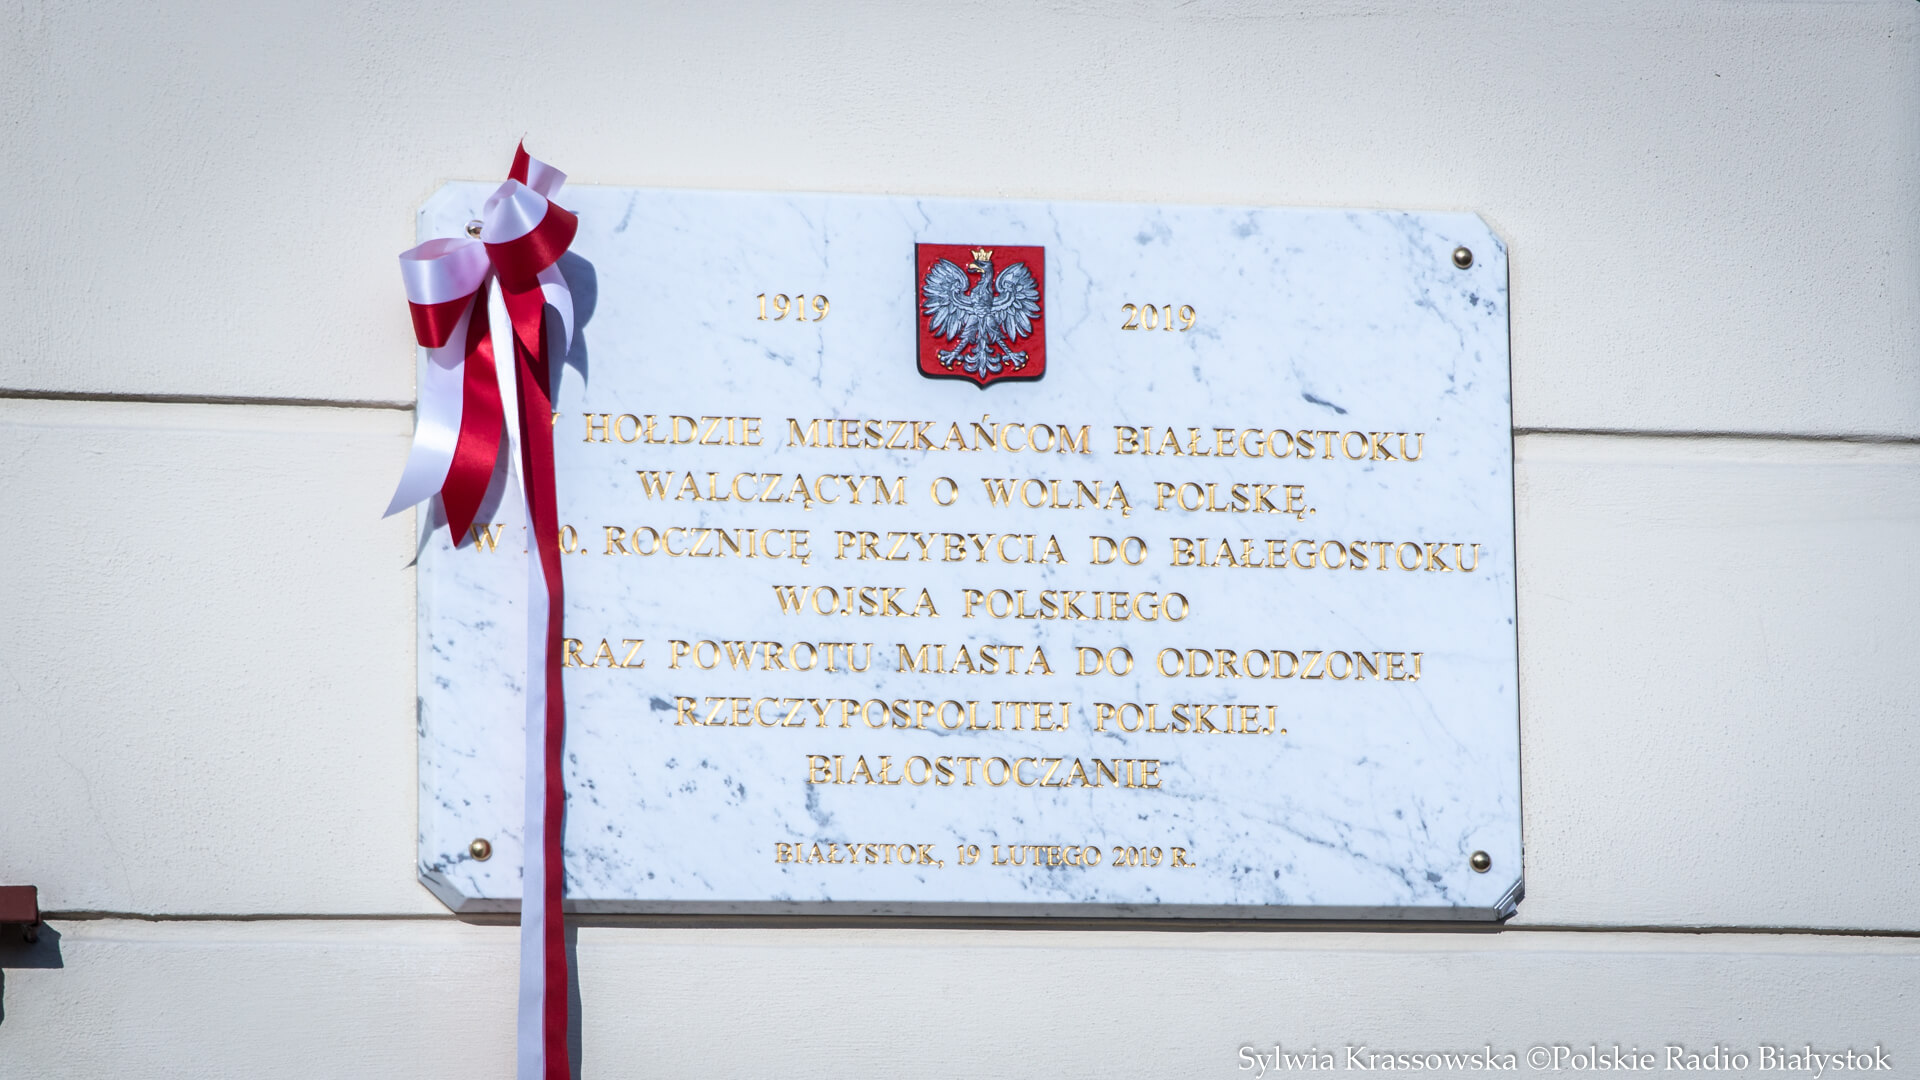 1919 2019
HOŁDZIE MIESZKAŃCOM BIAŁEGOSTOKU
WALCZĄCYM O WOLNĄ POLSKĘ.
W ROCZNICĘ PRZYBYCIA DO BIAŁEGOSTOKU
WOJSKA POLSKIEGO
POWROTU MIASTA DO ODRODZONEJ
RZECZYPOSPOLITEJ POLSKIEJ.
BIAŁOSTOCZANIE
BIAŁYSTOK, 19 LUTEGO 2019 R.
Sylwia Krassowska ©Polskie Radio Białystok